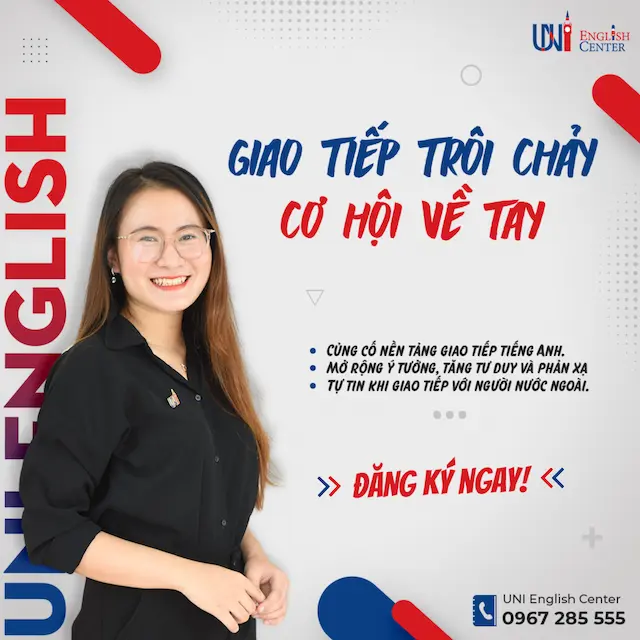 UNI ENGLISH CENTER
GIAO TIẾP TRÔI CHẢY
CƠ HỘI VỀ TAY
UNI ENGLISH
• CỦNG CỐ NỀN TẢNG GIAO TIẾP TIẾNG ANH.
• MỞ RỘNG Ý TƯỞNG, TĂNG TƯ DUY VÀ PHẢN XẠ
• TỰ TIN KHI GIAO TIẾP VỚI NGƯỜI NƯỚC NGOÀI.
>> ĐĂNG KÝ NGAY! <<
UNI English Center
0967 285 555